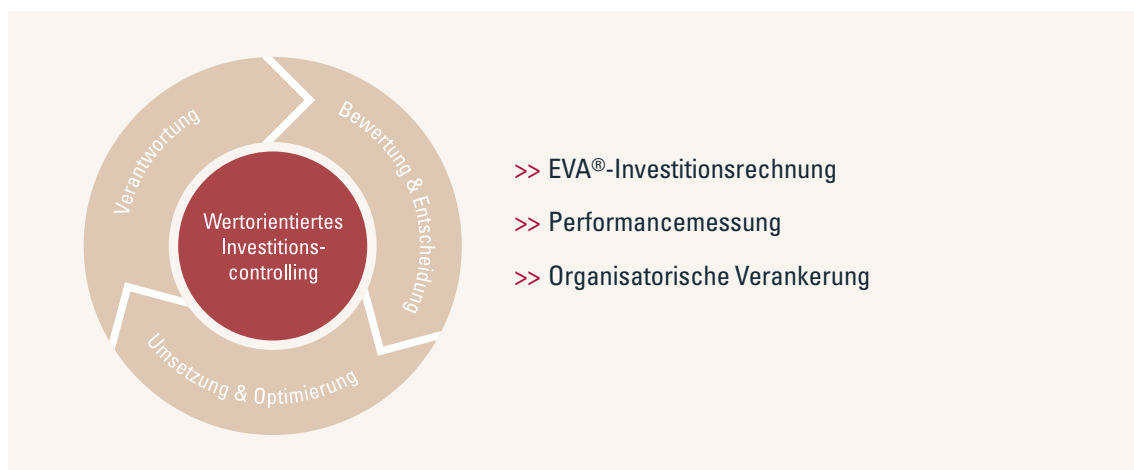 Verantwortung
Bewertung & Entscheidung
Umsetzung & Optimierung
Wertorientiertes
Investitions-
controlling
>> EVA®-Investitionsrechnung
>> Performancemessung
>> Organisatorische Verankerung